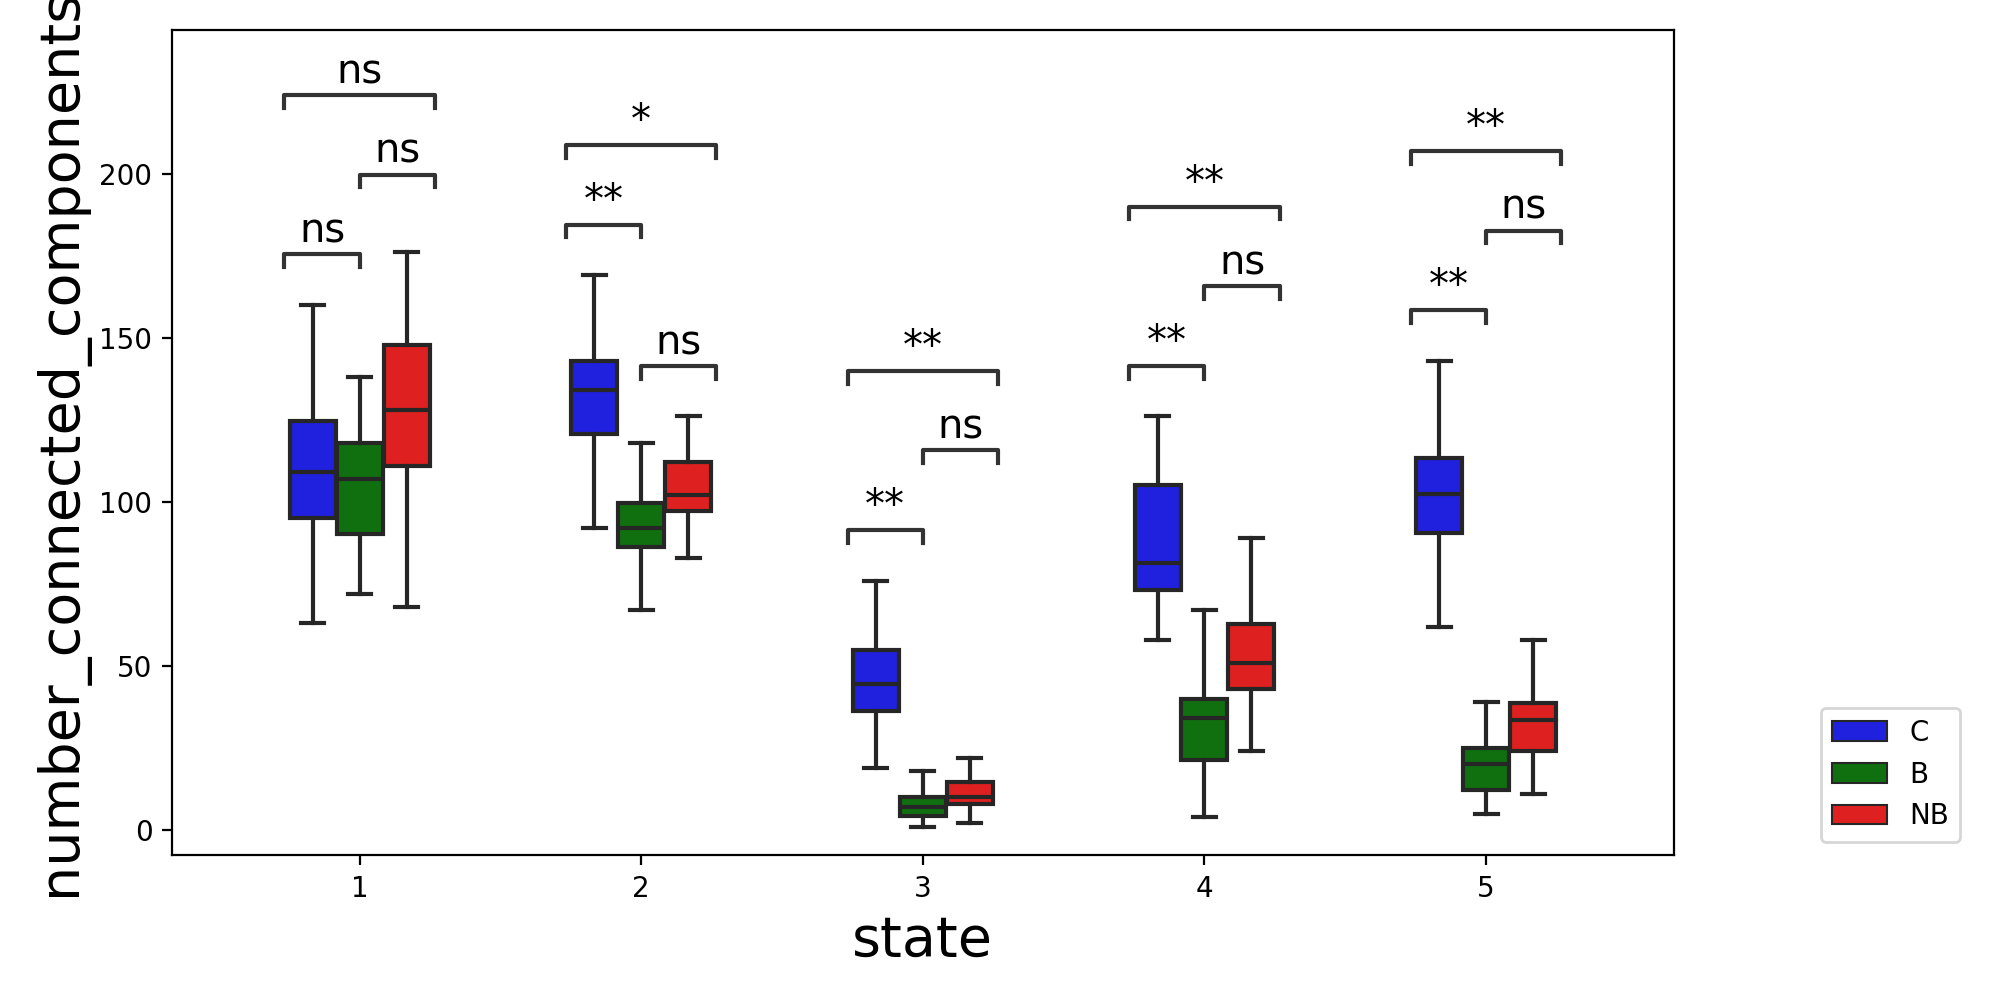 number_connected_components
200
150
100
50
0
ns
ns
ns
*
**
ns
**
ns
**
**
ns
**
**
ns
**
1
2
3
4
5
state
C
B
NB